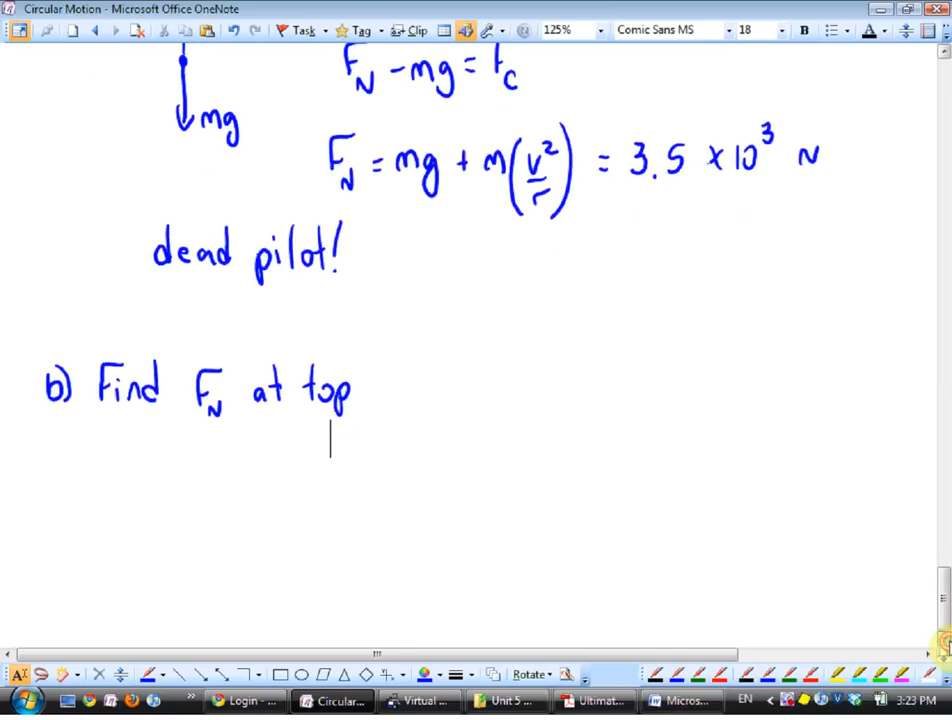 Circular Motion - Microsoft Office OneNote
Task Tag Clip 125% Comic Sans MS 18 B A
F_N - mg = F_c
mg
F_N = mg + m(v²/r) = 3.5 × 10³ N
dead pilot!
b) Find F_N at top
Rotate
Login - ... Circular... Virtual ... Unit 5 ... Ultimat... Micros... EN 3:23 PM